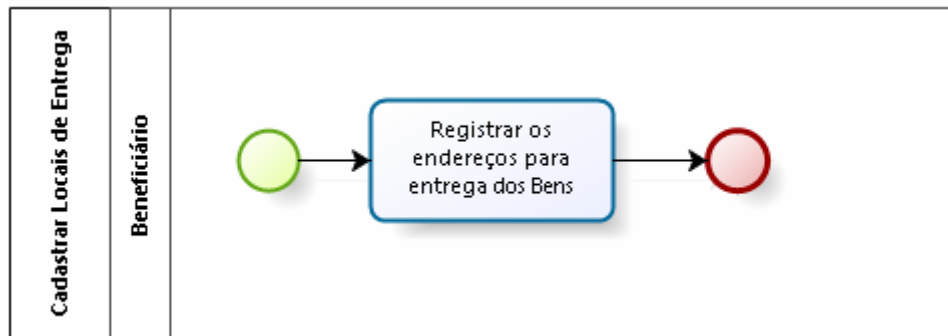 Cadastrar Locais de Entrega
Beneficiário
Registrar os
endereços para
entrega dos Bens